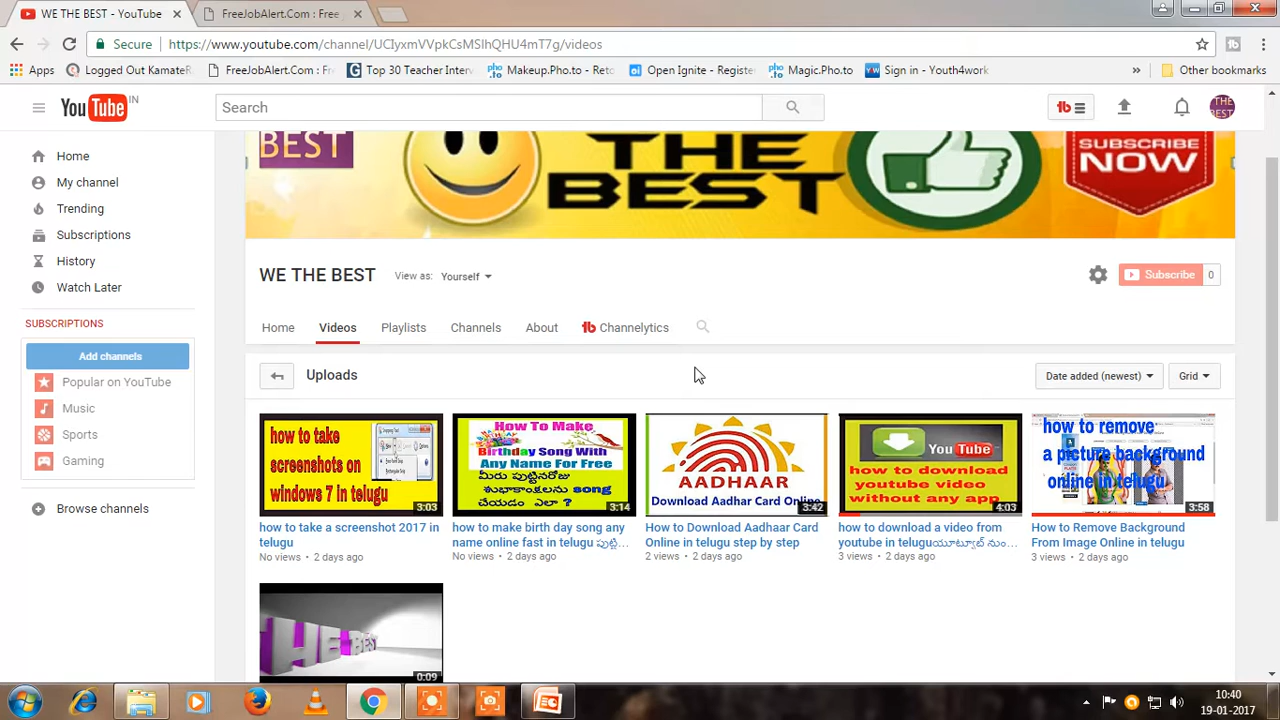 WE THE BEST - YouTube
FreeJobAlert.Com : Free j
Secure https://www.youtube.com/channel/UCIyxmVVpkCsMSIhQHU4mT7g/videos
Apps
Logged Out KamateR
FreeJobAlert.Com : Fr
Top 30 Teacher Interv
Makeup.Pho.to - Reto
Open Ignite - Registe
Magic.Pho.to
Sign in - Youth4work
Other bookmarks
YouTube IN
Search
THE BEST
Home
My channel
Trending
Subscriptions
History
Watch Later
SUBSCRIPTIONS
Add channels
Popular on YouTube
Music
Sports
Gaming
Browse channels
BEST
THE
BEST
SUBSCRIBE
NOW
WE THE BEST
View as: Yourself
Subscribe 0
Home
Videos
Playlists
Channels
About
Channelytics
Uploads
Date added (newest)
Grid
how to take
screenshots on
windows 7 in telugu
3:03
how to take a screenshot 2017 in
telugu
No views • 2 days ago
How To Make
Birthday Song With
Any Name For Free
మీరు పుట్టినరోజు
శుభాకాంక్షలను song
చేయడం ఎలా ?
3:14
how to make birth day song any
name online fast in telugu పుట్టి...
No views • 2 days ago
AADHAAR
Download Aadhar Card Online
3:42
How to Download Aadhaar Card
Online in telugu step by step
2 views • 2 days ago
YouTube
how to download
youtube video
without any app
4:03
how to download a video from
youtube in teluguయూట్యూబ్ నుం...
3 views • 2 days ago
how to remove
a picture background
online in telugu
3:58
How to Remove Background
From Image Online in telugu
3 views • 2 days ago
THE BEST
0:09
10:40
19-01-2017